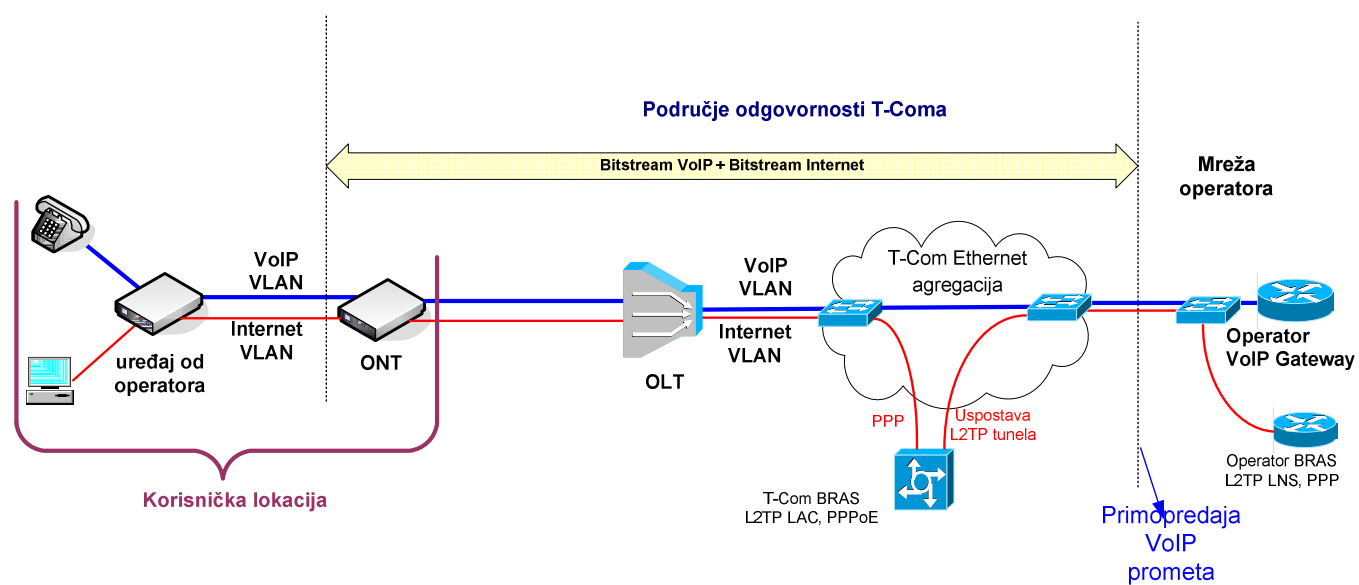 Područje odgovornosti T-Coma
Bitstream VoIP + Bitstream Internet
Mreža
operatora
VoIP
VLAN
Internet
VLAN
uređaj od
operatora
ONT
OLT
VoIP
VLAN
Internet
VLAN
T-Com Ethernet
agregacija
PPP
Uspostava
L2TP tunela
T-Com BRAS
L2TP LAC, PPPoE
Operator
VoIP Gateway
Operator BRAS
L2TP LNS, PPP
Korisnička lokacija
Primopredaja
VoIP
prometa